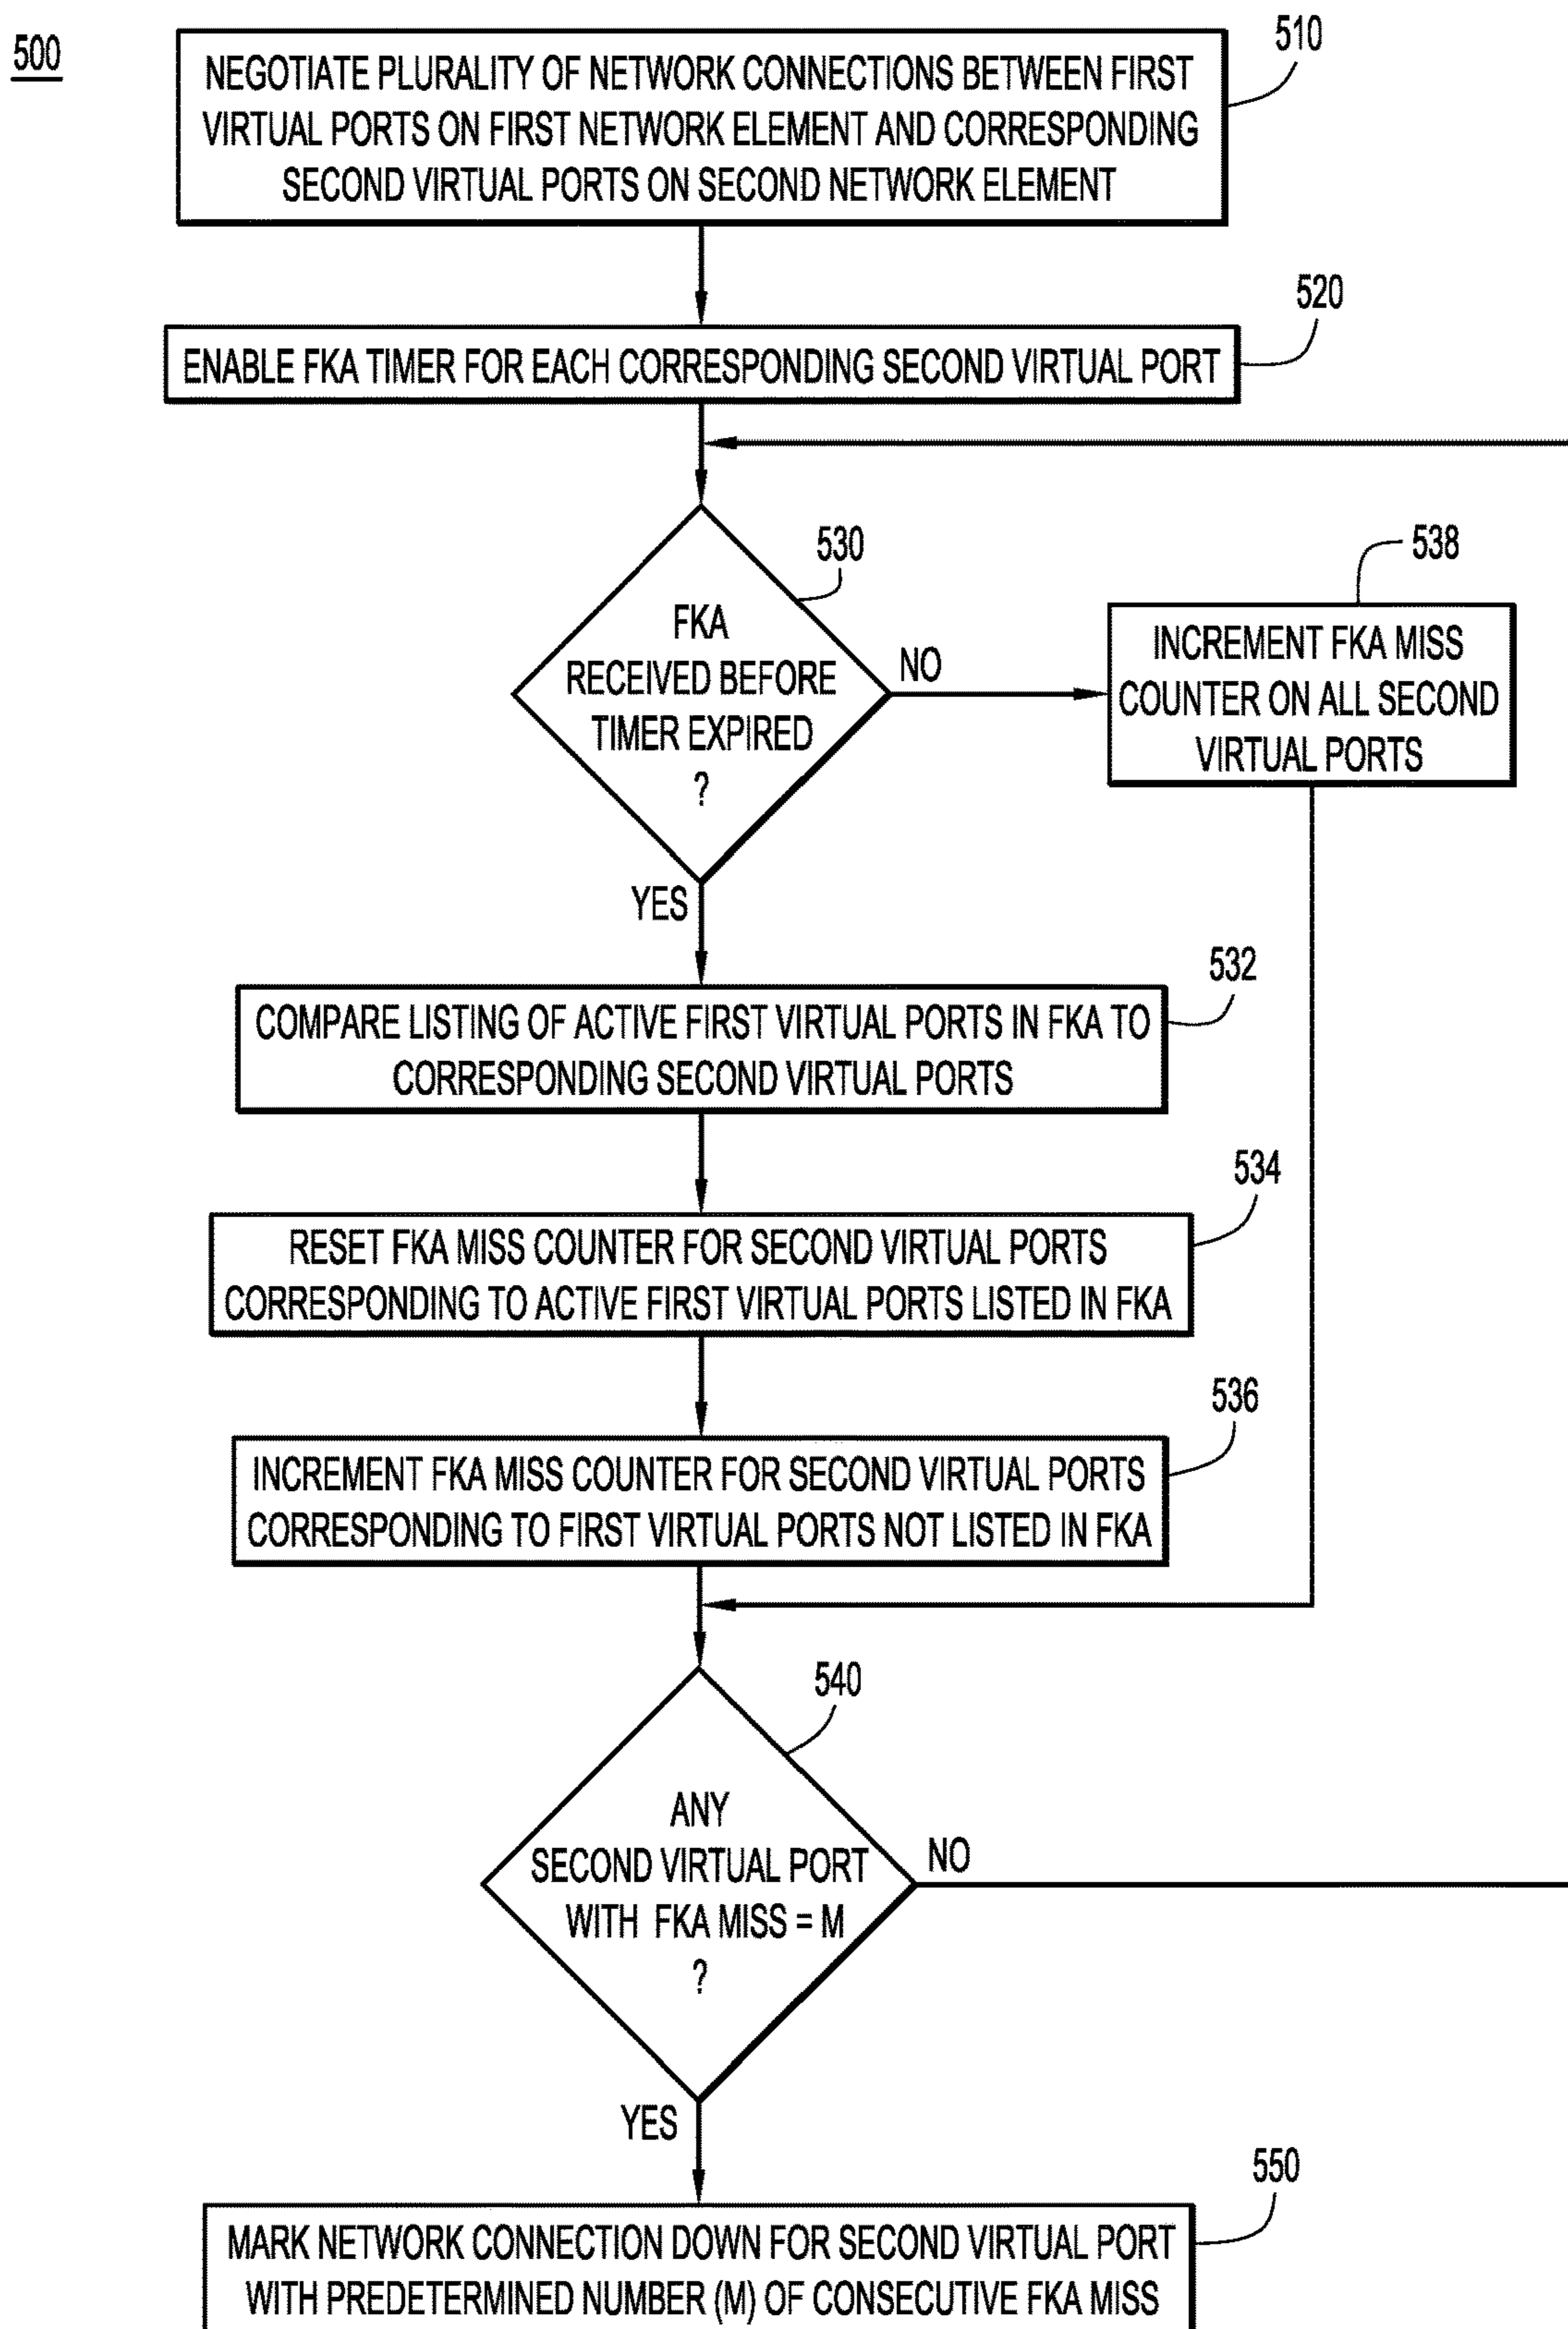 500
510
NEGOTIATE PLURALITY OF NETWORK CONNECTIONS BETWEEN FIRST
VIRTUAL PORTS ON FIRST NETWORK ELEMENT AND CORRESPONDING
SECOND VIRTUAL PORTS ON SECOND NETWORK ELEMENT
520
ENABLE FKA TIMER FOR EACH CORRESPONDING SECOND VIRTUAL PORT
530
FKA
RECEIVED BEFORE
TIMER EXPIRED
?
NO
538
INCREMENT FKA MISS
COUNTER ON ALL SECOND
VIRTUAL PORTS
YES
532
COMPARE LISTING OF ACTIVE FIRST VIRTUAL PORTS IN FKA TO
CORRESPONDING SECOND VIRTUAL PORTS
534
RESET FKA MISS COUNTER FOR SECOND VIRTUAL PORTS
CORRESPONDING TO ACTIVE FIRST VIRTUAL PORTS LISTED IN FKA
536
INCREMENT FKA MISS COUNTER FOR SECOND VIRTUAL PORTS
CORRESPONDING TO FIRST VIRTUAL PORTS NOT LISTED IN FKA
540
ANY
SECOND VIRTUAL PORT
WITH FKA MISS = M
?
NO
YES
550
MARK NETWORK CONNECTION DOWN FOR SECOND VIRTUAL PORT
WITH PREDETERMINED NUMBER (M) OF CONSECUTIVE FKA MISS